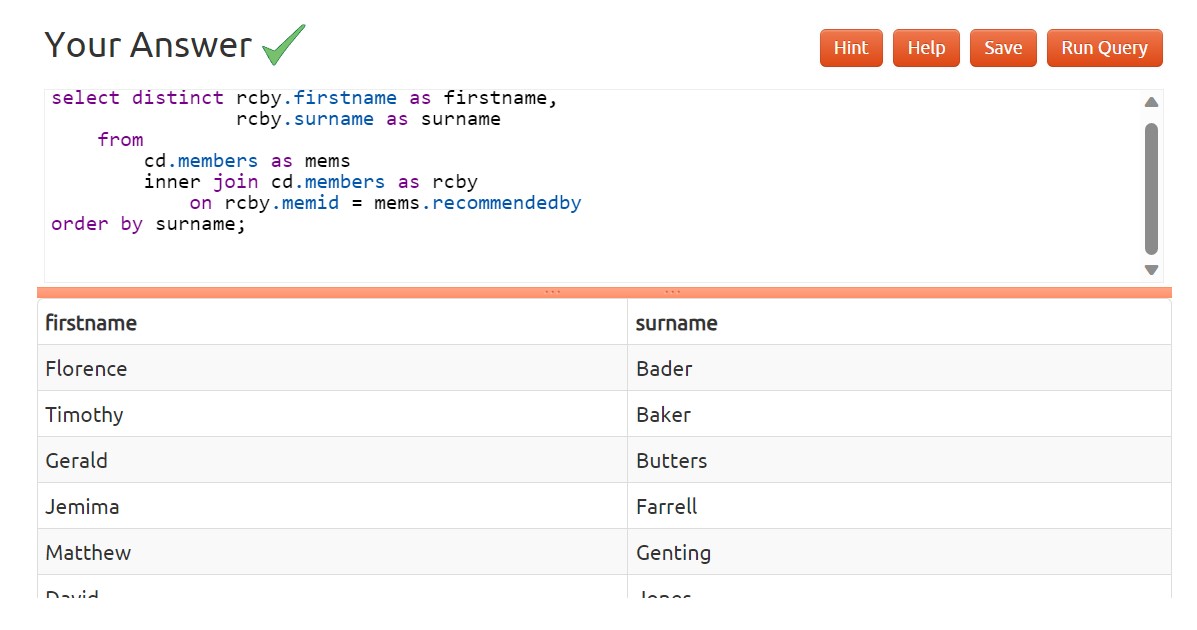 Your Answer
Hint Help Save Run Query
select distinct rcby.firstname as firstname,
rcby.surname as surname
from
cd.members as mems
inner join cd.members as rcby
on rcby.memid = mems.recommendedby
order by surname;
firstname surname
Florence Bader
Timothy Baker
Gerald Butters
Jemima Farrell
Matthew Genting
David Jones